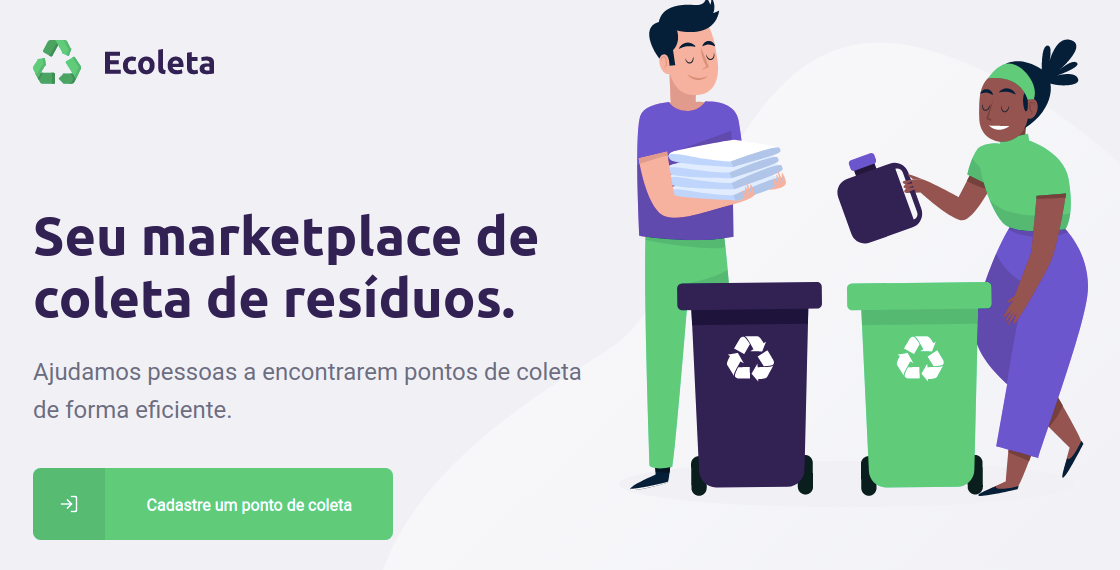 Ecoleta
Seu marketplace de
coleta de resíduos.
Ajudamos pessoas a encontrarem pontos de coleta
de forma eficiente.
Cadastre um ponto de coleta